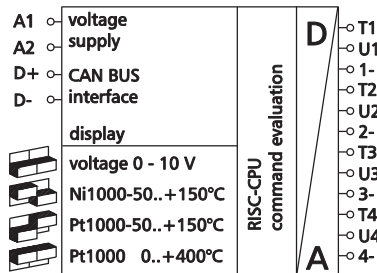 A1 voltage
A2 supply
D+ CAN BUS
D- interface
display
voltage 0 - 10 V
Ni1000-50..+150°C
Pt1000-50..+150°C
Pt1000 0..+400°C
RISC-CPU
command evaluation
D
A
T1
U1
1-
T2
U2
2-
T3
U3
3-
T4
U4
4-